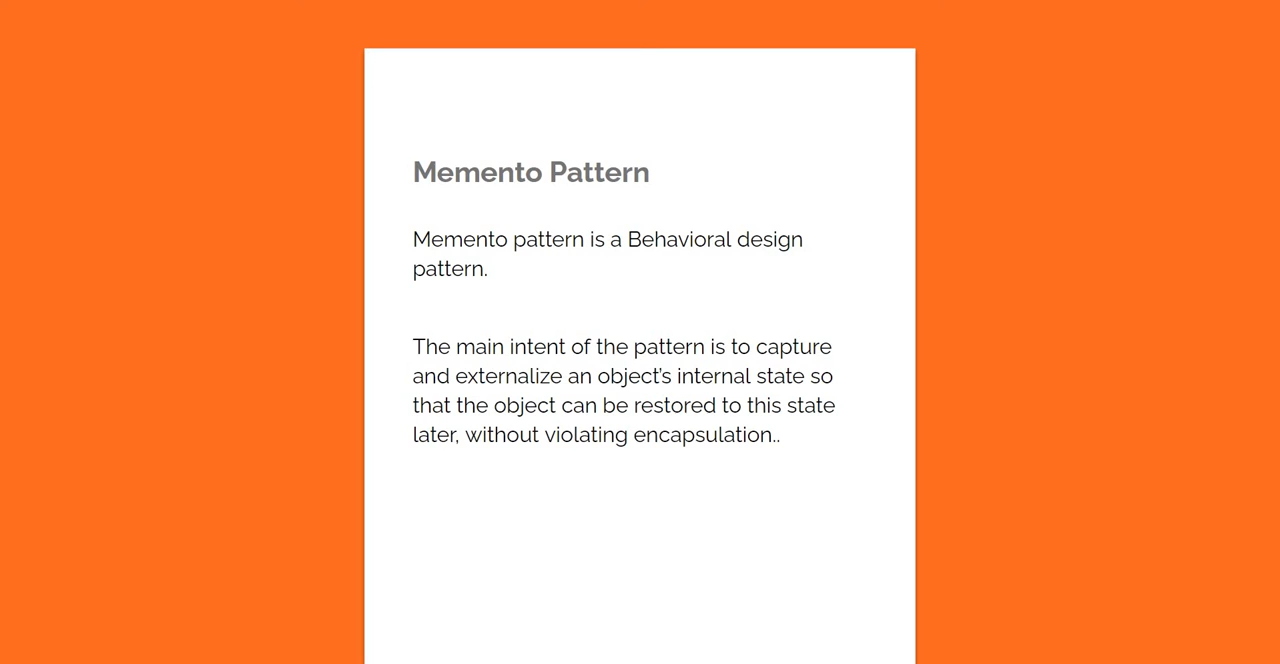 Memento Pattern
Memento pattern is a Behavioral design
pattern.
The main intent of the pattern is to capture
and externalize an object’s internal state so
that the object can be restored to this state
later, without violating encapsulation..